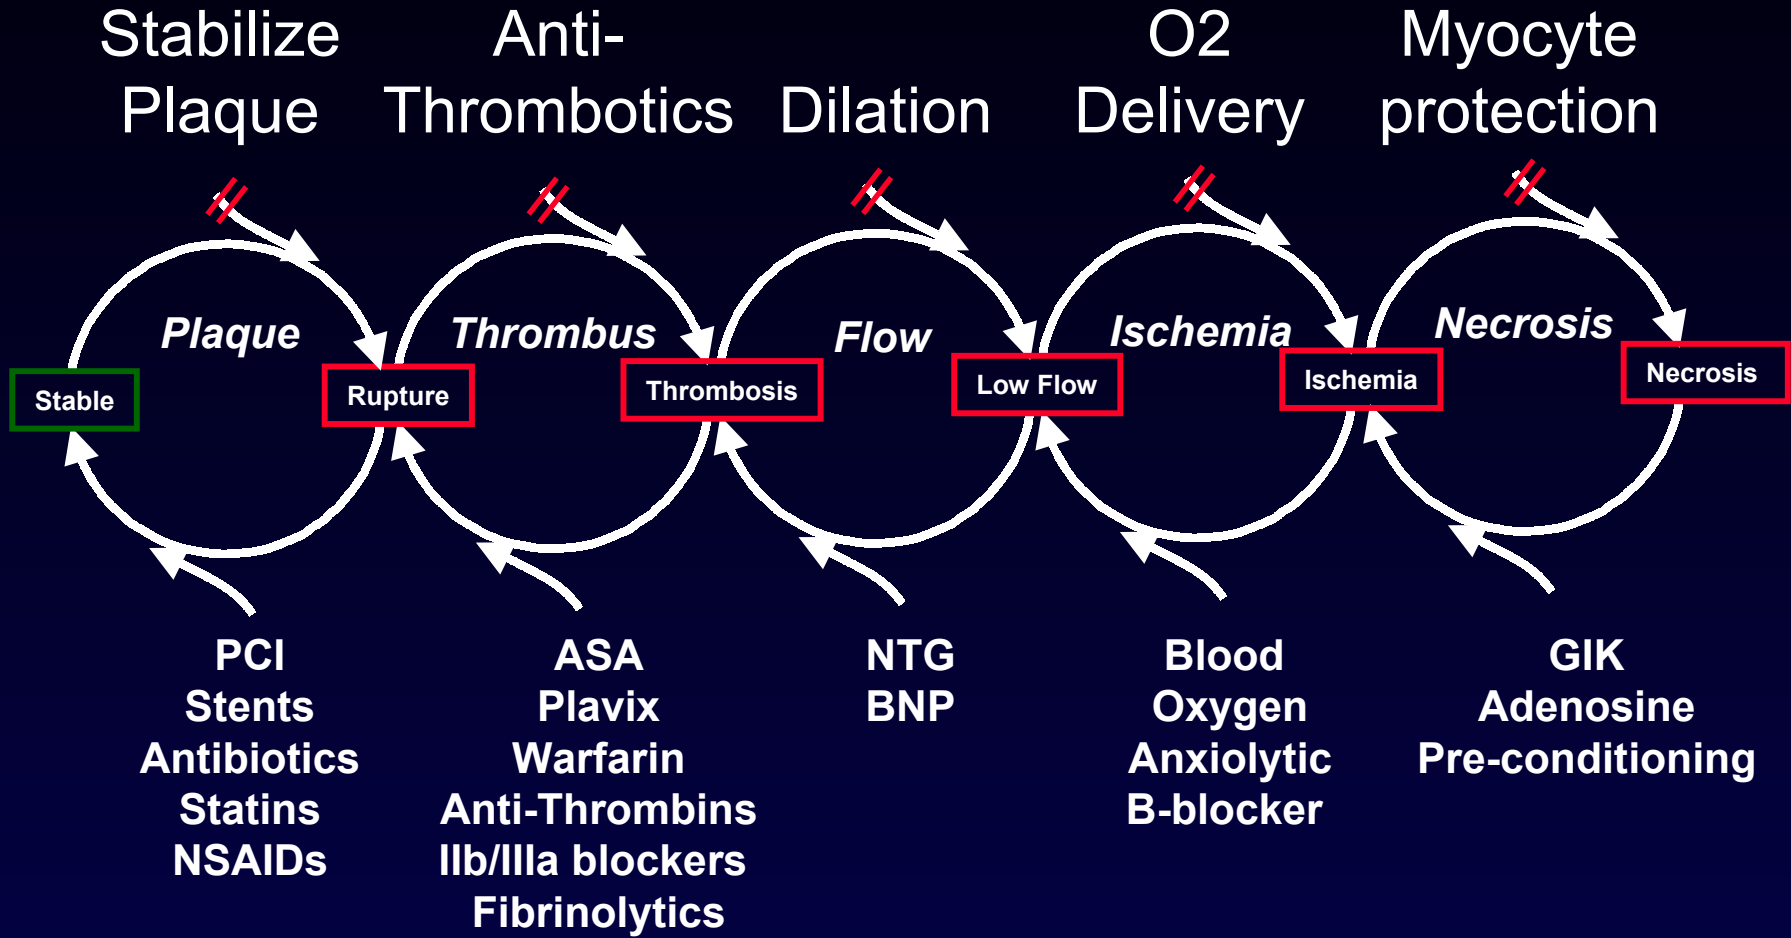 Stabilize
Plaque
Anti-
Thrombotics
Dilation
O2
Delivery
Myocyte
protection
Plaque
Thrombus
Flow
Ischemia
Necrosis
Stable
Rupture
Thrombosis
Low Flow
Ischemia
Necrosis
PCI
Stents
Antibiotics
Statins
NSAIDs
ASA
Plavix
Warfarin
Anti-Thrombins
IIb/IIIa blockers
Fibrinolytics
NTG
BNP
Blood
Oxygen
Anxiolytic
B-blocker
GIK
Adenosine
Pre-conditioning